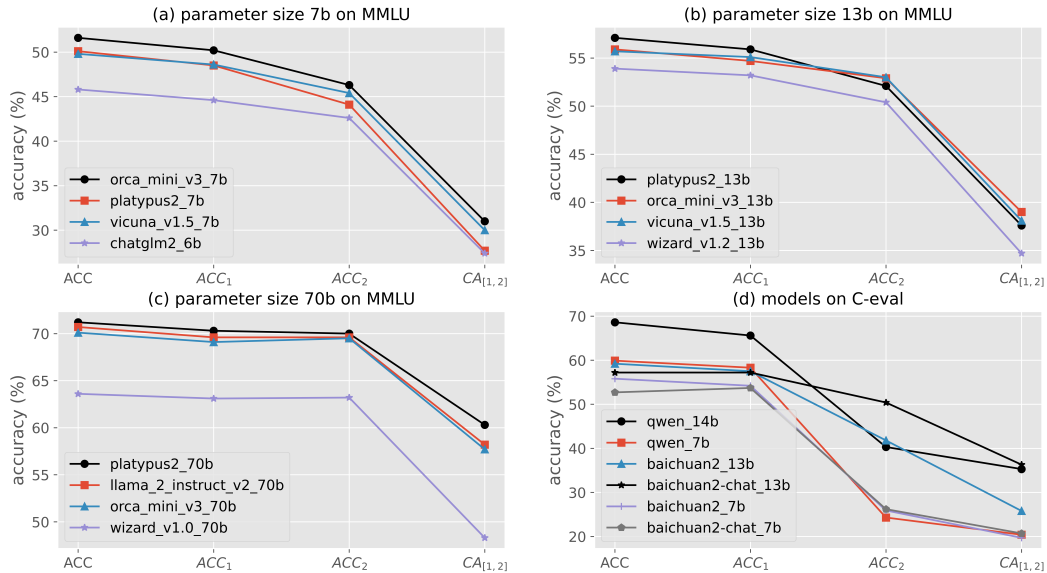 (a) parameter size 7b on MMLU
accuracy (%)
50
45
40
35
30
orca_mini_v3_7b
platypus2_7b
vicuna_v1.5_7b
chatglm2_6b
ACC ACC1 ACC2 CA[1, 2]
(b) parameter size 13b on MMLU
accuracy (%)
55
50
45
40
35
platypus2_13b
orca_mini_v3_13b
vicuna_v1.5_13b
wizard_v1.2_13b
ACC ACC1 ACC2 CA[1, 2]
(c) parameter size 70b on MMLU
accuracy (%)
70
65
60
55
50
platypus2_70b
llama_2_instruct_v2_70b
orca_mini_v3_70b
wizard_v1.0_70b
ACC ACC1 ACC2 CA[1, 2]
(d) models on C-eval
accuracy (%)
70
60
50
40
30
20
qwen_14b
qwen_7b
baichuan2_13b
baichuan2-chat_13b
baichuan2_7b
baichuan2-chat_7b
ACC ACC1 ACC2 CA[1, 2]